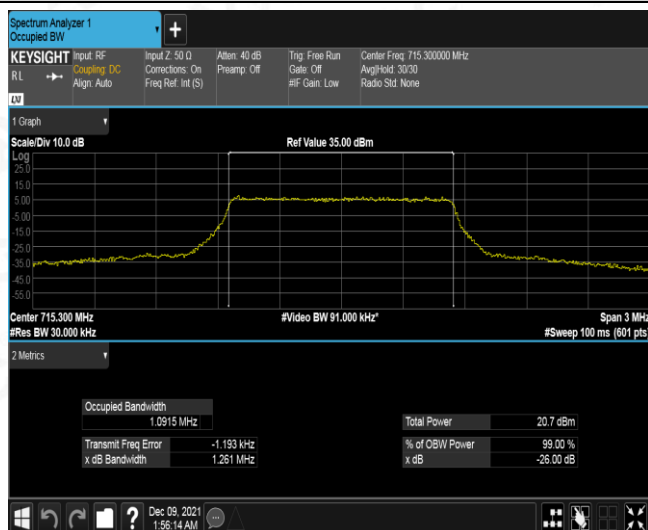 Spectrum Analyzer 1
Occupied BW
+
KEYSIGHT Input: RF Input Z: 50 Ω Atten: 40 dB Trig: Free Run Center Freq: 715.300000 MHz
RL Coupling: DC Corrections: On Preamp: Off Gate: Off Avg|Hold: 30/30
Align: Auto Freq Ref: Int (S) #IF Gain: Low Radio Std: None
1 Graph
Scale/Div 10.0 dB Ref Value 35.00 dBm
Log
25.0
15.0
5.00
-5.00
-15.0
-25.0
-35.0
-45.0
-55.0
Center 715.300 MHz #Video BW 91.000 kHz* Span 3 MHz
#Res BW 30.000 kHz #Sweep 100 ms (601 pts)
2 Metrics
Occupied Bandwidth
1.0915 MHz Total Power 20.7 dBm
Transmit Freq Error -1.193 kHz % of OBW Power 99.00 %
x dB Bandwidth 1.261 MHz x dB -26.00 dB
? Dec 09, 2021
1:56:14 AM